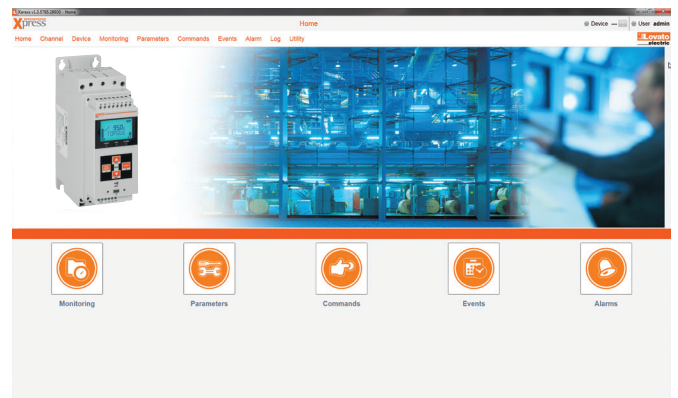 Home
Xpress
Home
Device
User admin
Home Channel Device Monitoring Parameters Commands Events Alarm Log Utility
Lovato
electric
Monitoring
Parameters
Commands
Events
Alarms